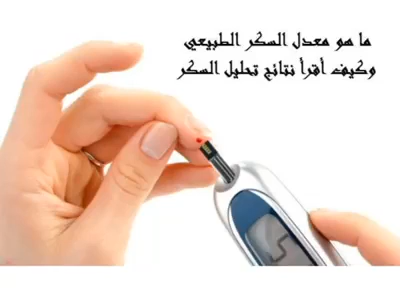 ما هو معدل السكر الطبيعي
وكيف أقرأ نتائج تحليل السكر